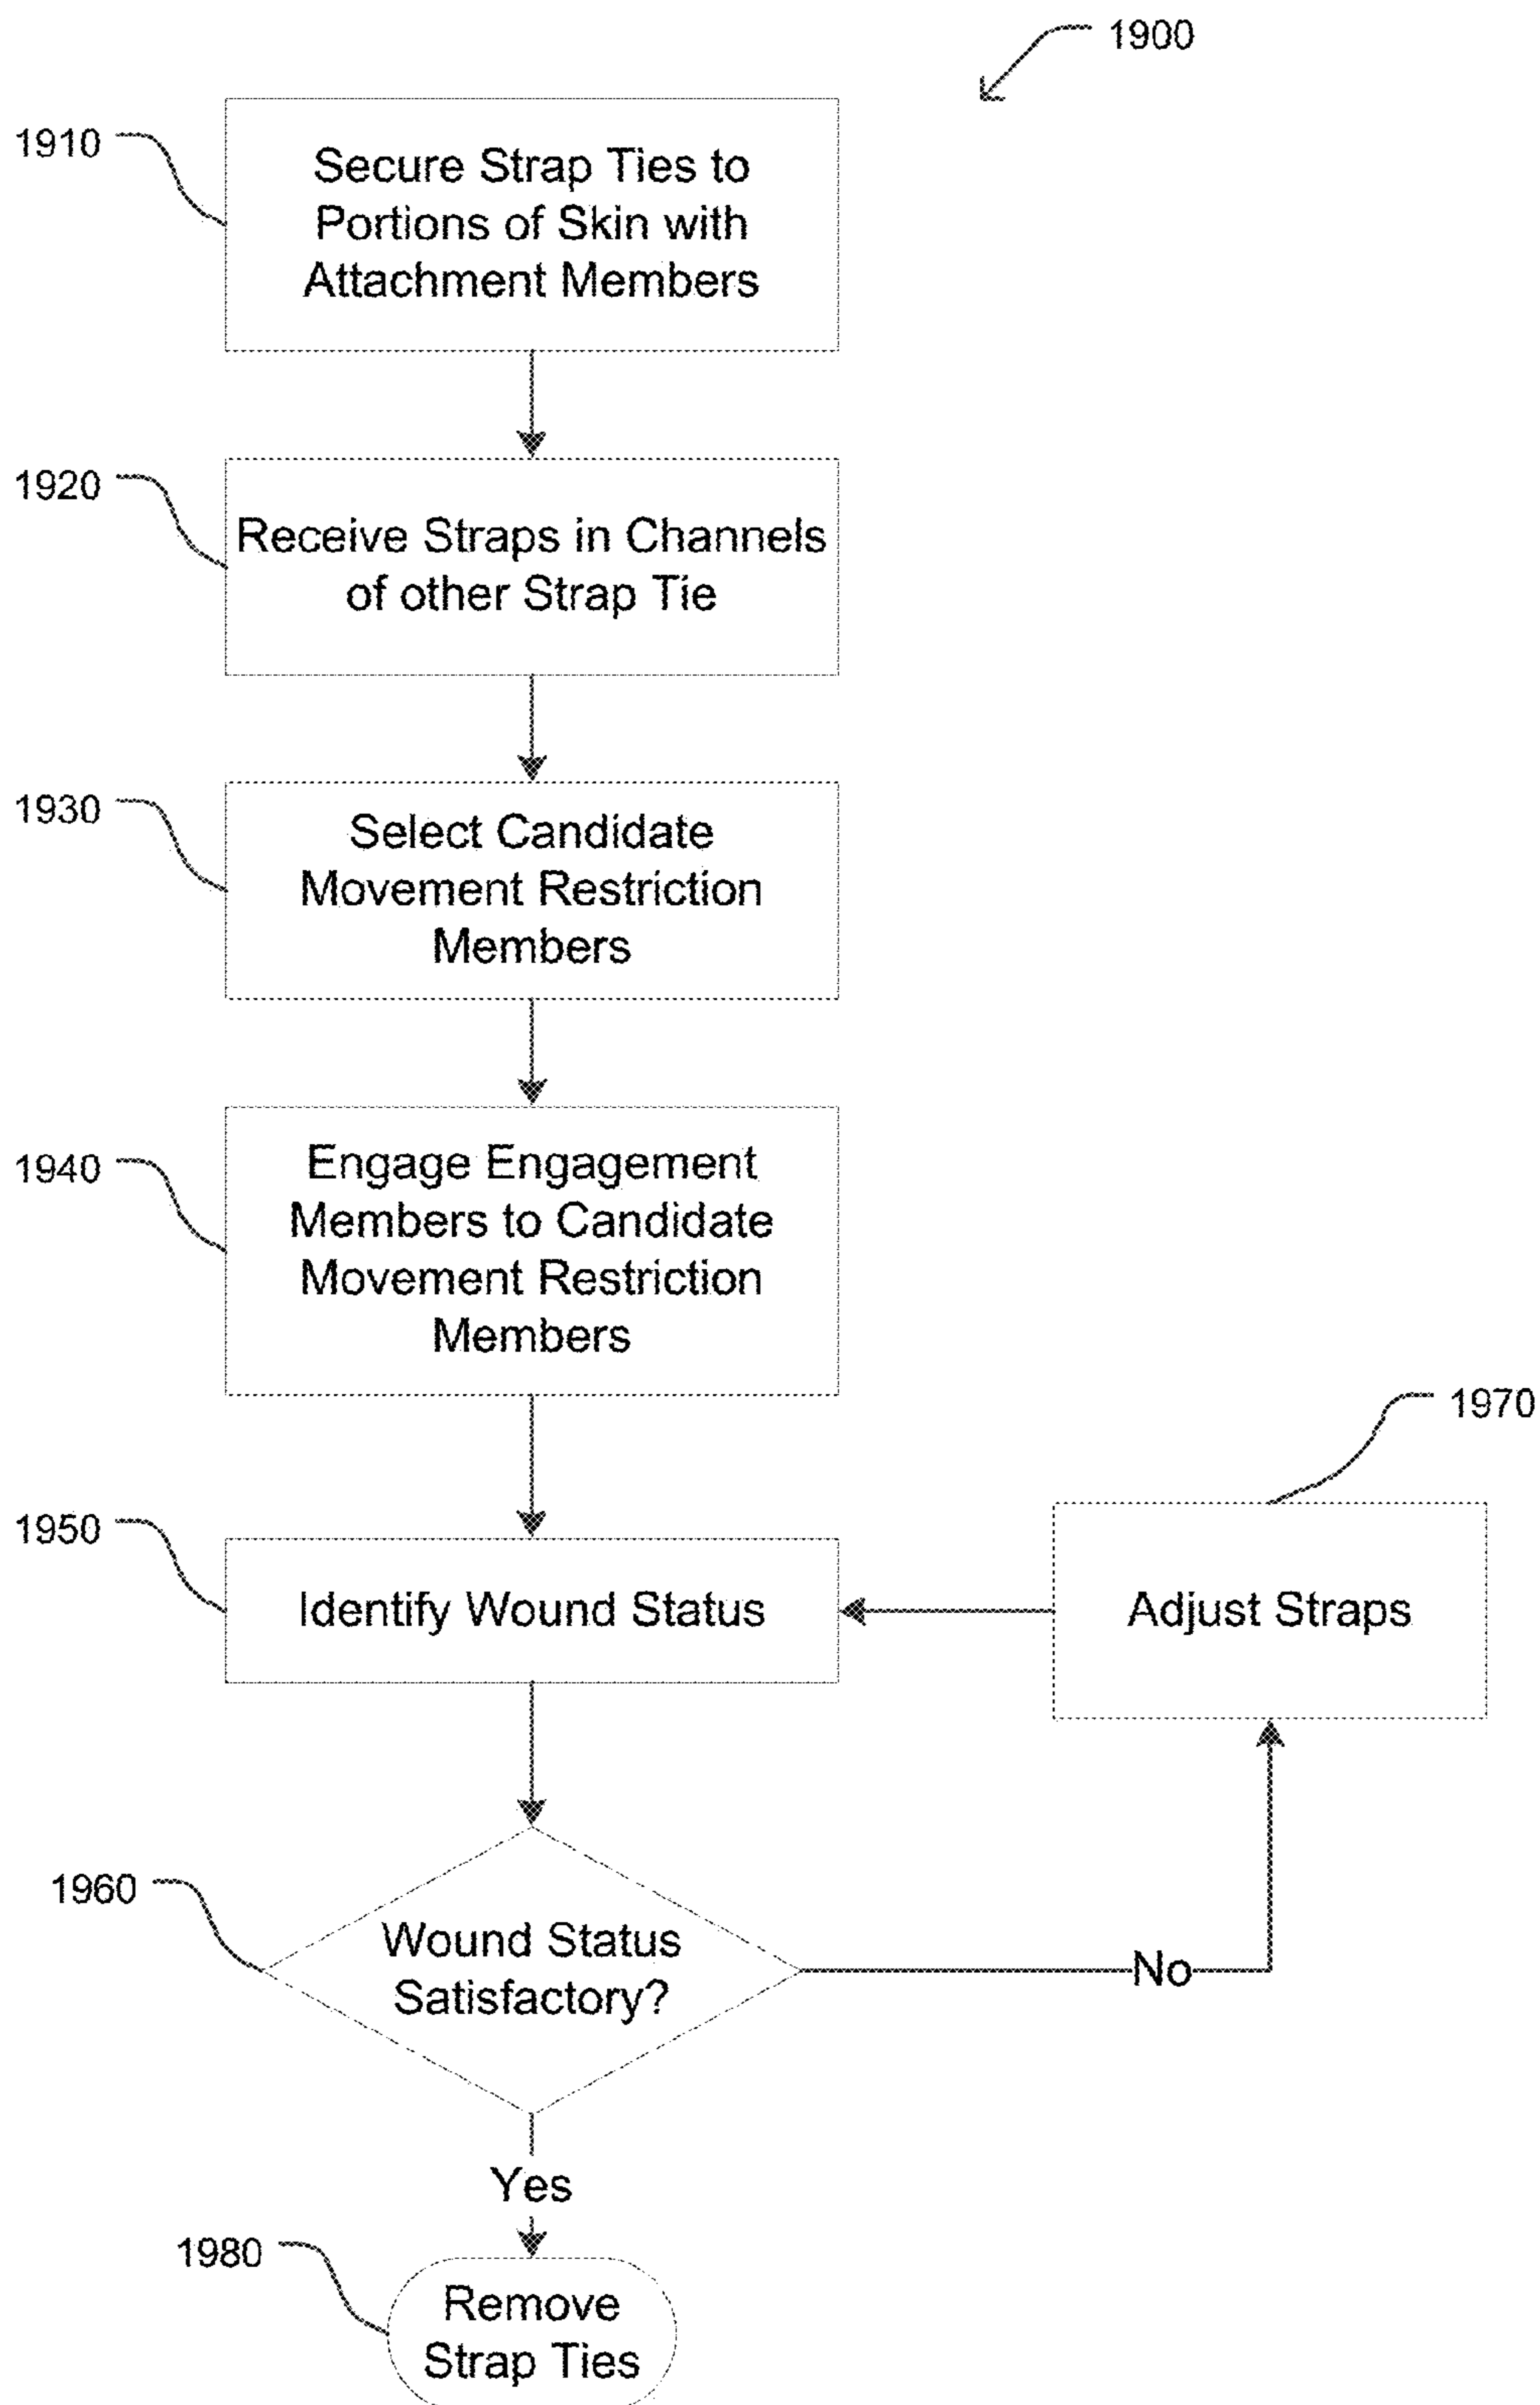 1900
1910
Secure Strap Ties to
Portions of Skin with
Attachment Members
1920
Receive Straps in Channels
of other Strap Tie
1930
Select Candidate
Movement Restriction
Members
1940
Engage Engagement
Members to Candidate
Movement Restriction
Members
1970
1950
Identify Wound Status
Adjust Straps
1960
Wound Status
Satisfactory?
No
Yes
1980
Remove
Strap Ties